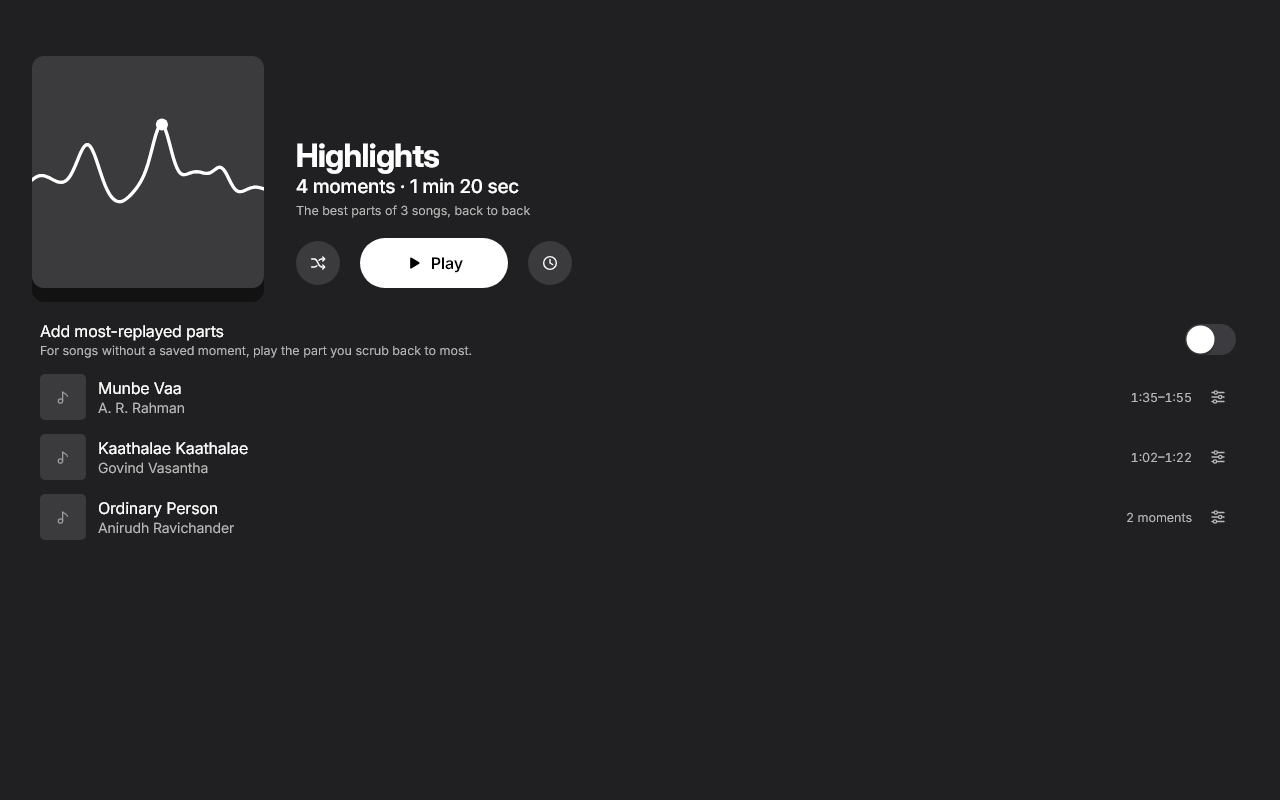 Highlights
4 moments · 1 min 20 sec
The best parts of 3 songs, back to back
Play
Add most-replayed parts
For songs without a saved moment, play the part you scrub back to most.
Munbe Vaa
A. R. Rahman
1:35–1:55
Kaathalae Kaathalae
Govind Vasantha
1:02–1:22
Ordinary Person
Anirudh Ravichander
2 moments